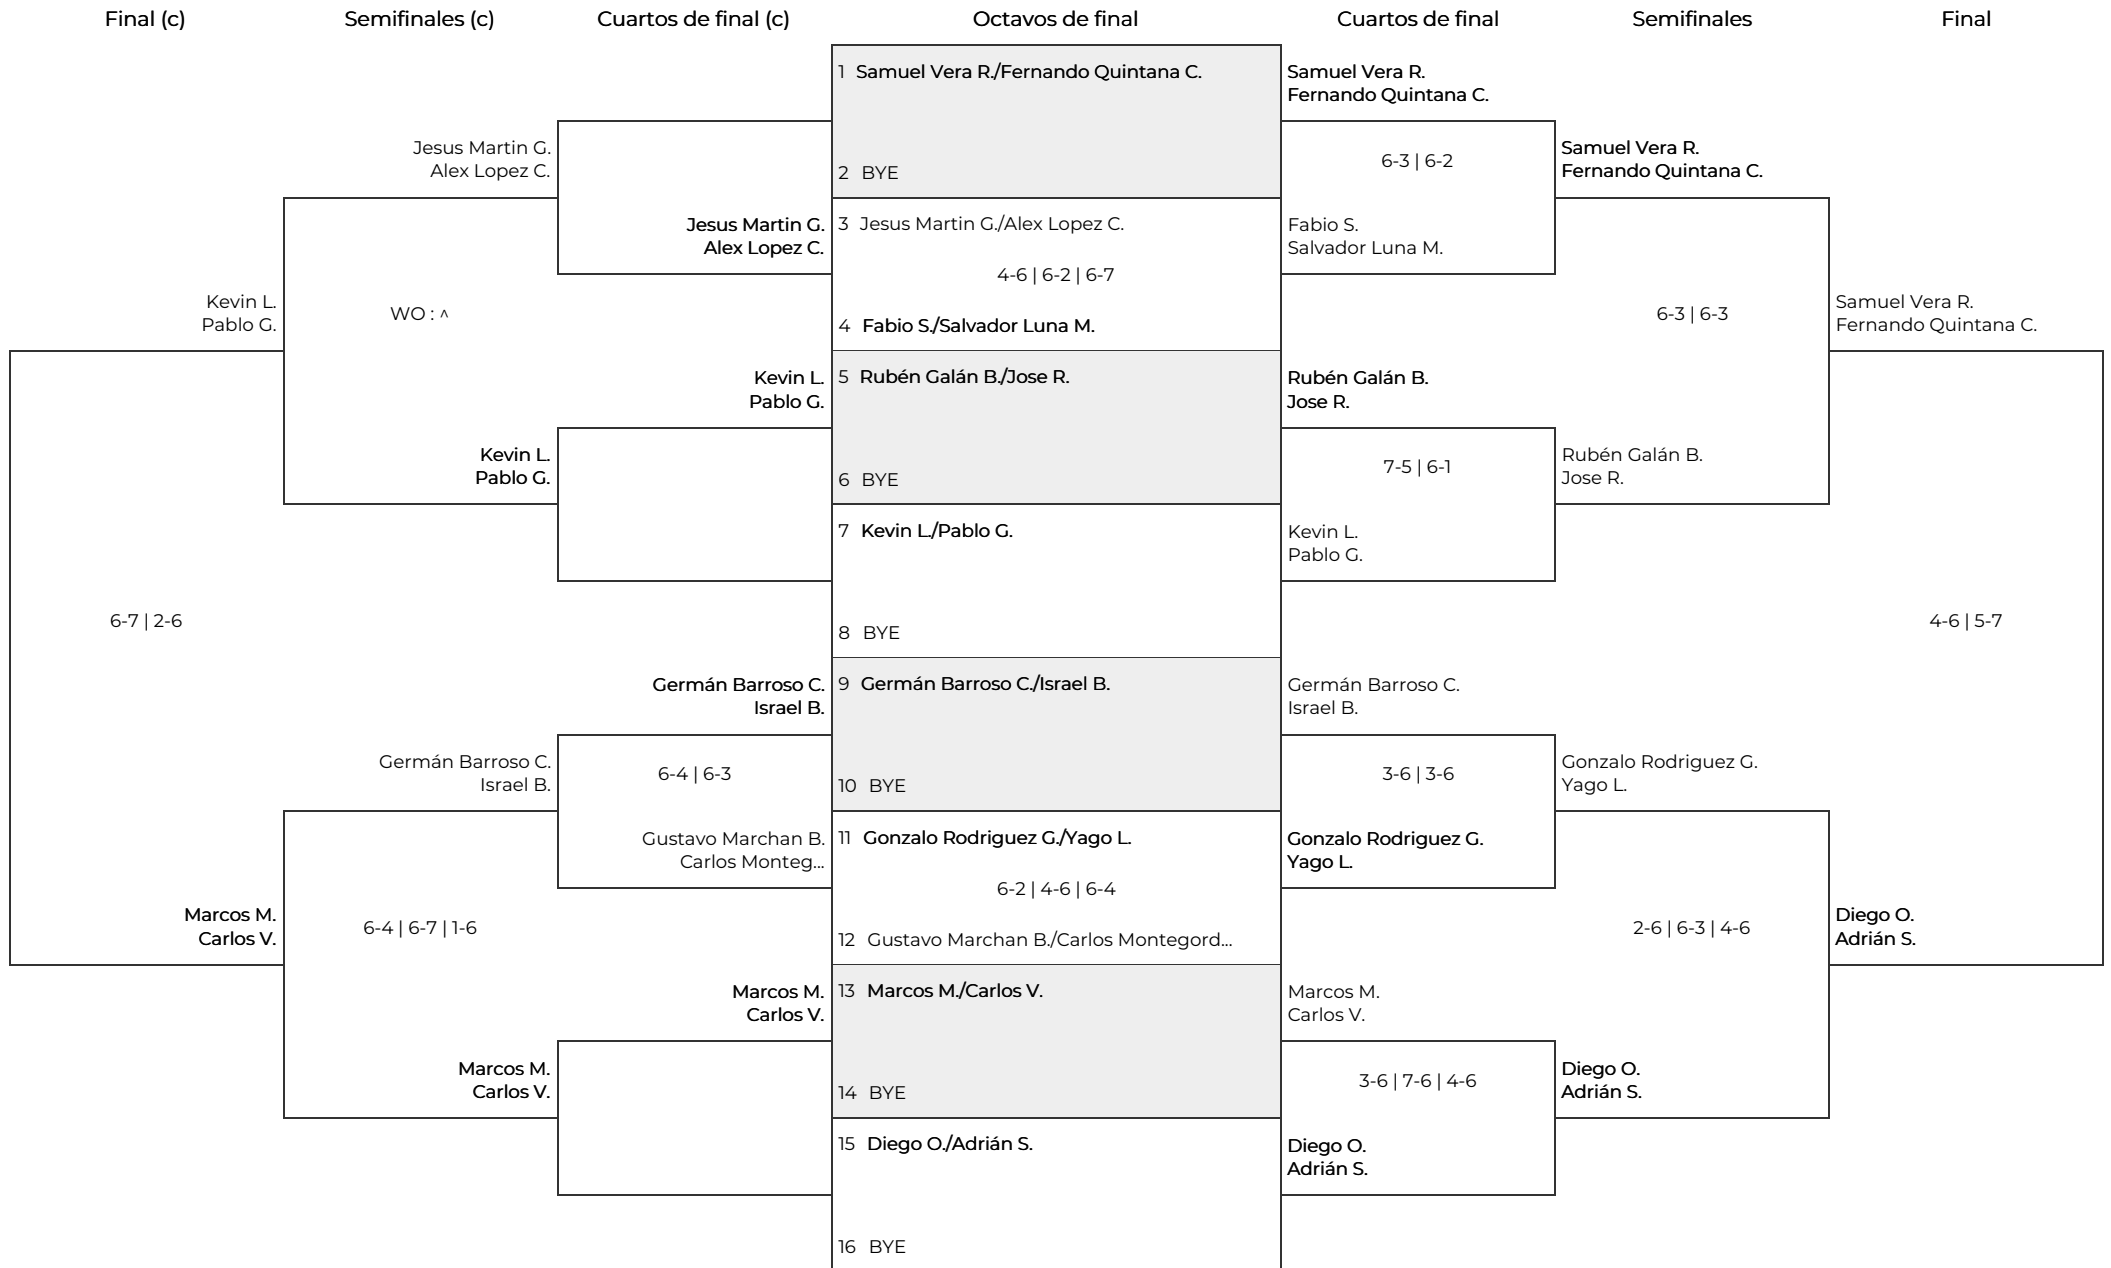 Final (c)
Semifinales (c)
Cuartos de final (c)
Octavos de final
Cuartos de final
Semifinales
Final
Kevin L.
Pablo G.
6-7 | 2-6
Marcos M.
Carlos V.
Jesus Martin G.
Alex Lopez C.
WO : ^
Kevin L.
Pablo G.
Germán Barroso C.
Israel B.
6-4 | 6-7 | 1-6
Marcos M.
Carlos V.
Jesus Martin G.
Alex Lopez C.
Kevin L.
Pablo G.
Germán Barroso C.
Israel B.
6-4 | 6-3
Gustavo Marchan B.
Carlos Monteg...
Marcos M.
Carlos V.
1 Samuel Vera R./Fernando Quintana C.
2 BYE
3 Jesus Martin G./Alex Lopez C.
4-6 | 6-2 | 6-7
4 Fabio S./Salvador Luna M.
5 Rubén Galán B./Jose R.
6 BYE
7 Kevin L./Pablo G.
8 BYE
9 Germán Barroso C./Israel B.
10 BYE
11 Gonzalo Rodriguez G./Yago L.
6-2 | 4-6 | 6-4
12 Gustavo Marchan B./Carlos Montegord...
13 Marcos M./Carlos V.
14 BYE
15 Diego O./Adrián S.
16 BYE
Samuel Vera R.
Fernando Quintana C.
6-3 | 6-2
Fabio S.
Salvador Luna M.
Rubén Galán B.
Jose R.
7-5 | 6-1
Kevin L.
Pablo G.
Germán Barroso C.
Israel B.
3-6 | 3-6
Gonzalo Rodriguez G.
Yago L.
Marcos M.
Carlos V.
3-6 | 7-6 | 4-6
Diego O.
Adrián S.
Samuel Vera R.
Fernando Quintana C.
6-3 | 6-3
Rubén Galán B.
Jose R.
Gonzalo Rodriguez G.
Yago L.
2-6 | 6-3 | 4-6
Diego O.
Adrián S.
Samuel Vera R.
Fernando Quintana C.
4-6 | 5-7
Diego O.
Adrián S.